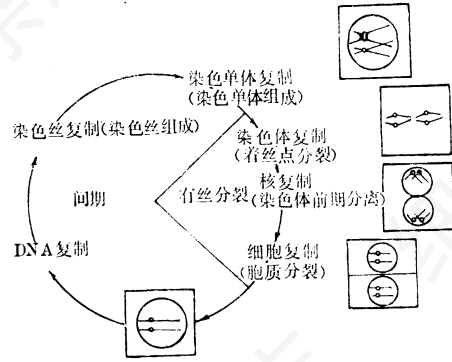 染色单体复制
(染色单体组成)
染色丝复制(染色丝组成)
染色体复制
(着丝点分裂)
核复制
间期
有丝分裂(染色体前期分离)
DNA复制
细胞复制
(胞质分裂)